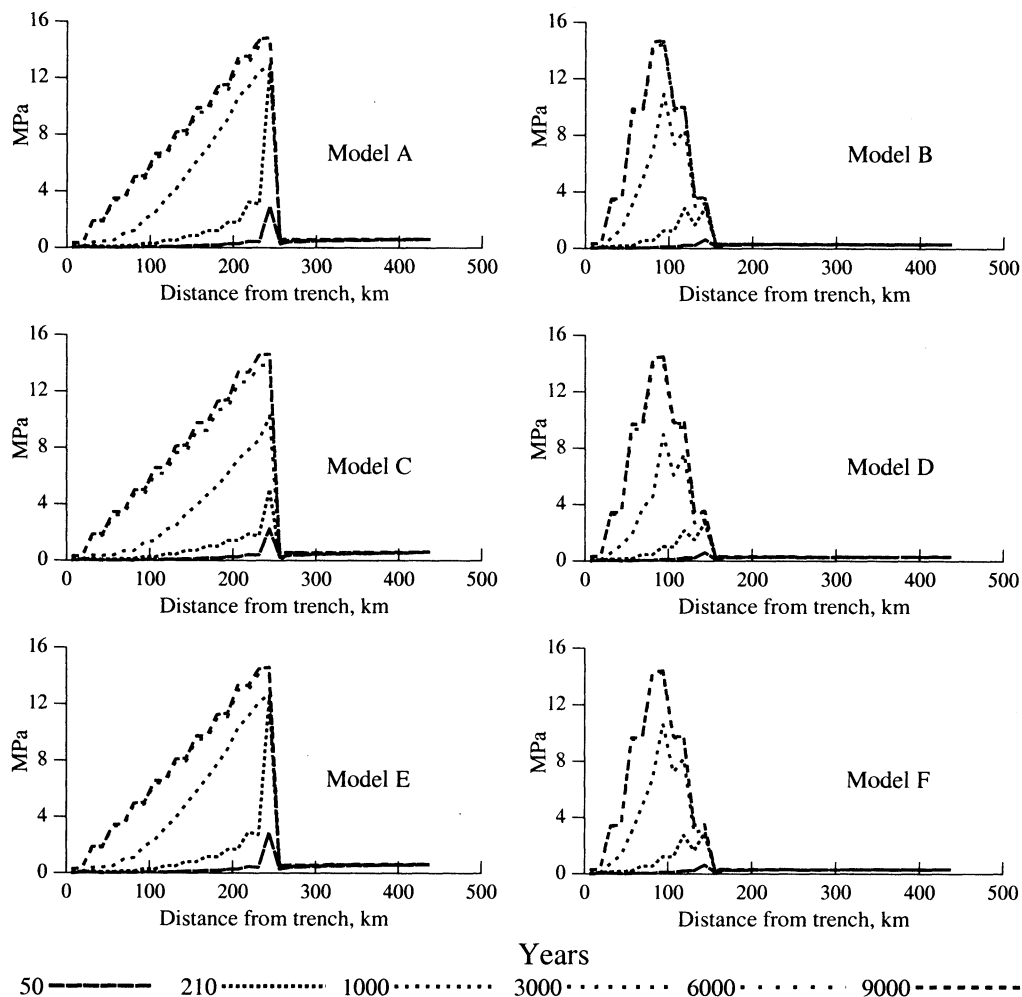 16
12
8
4
0
MPa
Model A
0 100 200 300 400 500
Distance from trench, km
16
12
8
4
0
MPa
Model B
0 100 200 300 400 500
Distance from trench, km
16
12
8
4
0
MPa
Model C
0 100 200 300 400 500
Distance from trench, km
16
12
8
4
0
MPa
Model D
0 100 200 300 400 500
Distance from trench, km
16
12
8
4
0
MPa
Model E
0 100 200 300 400 500
Distance from trench, km
16
12
8
4
0
MPa
Model F
0 100 200 300 400 500
Distance from trench, km
Years
50 210 1000 3000 6000 9000